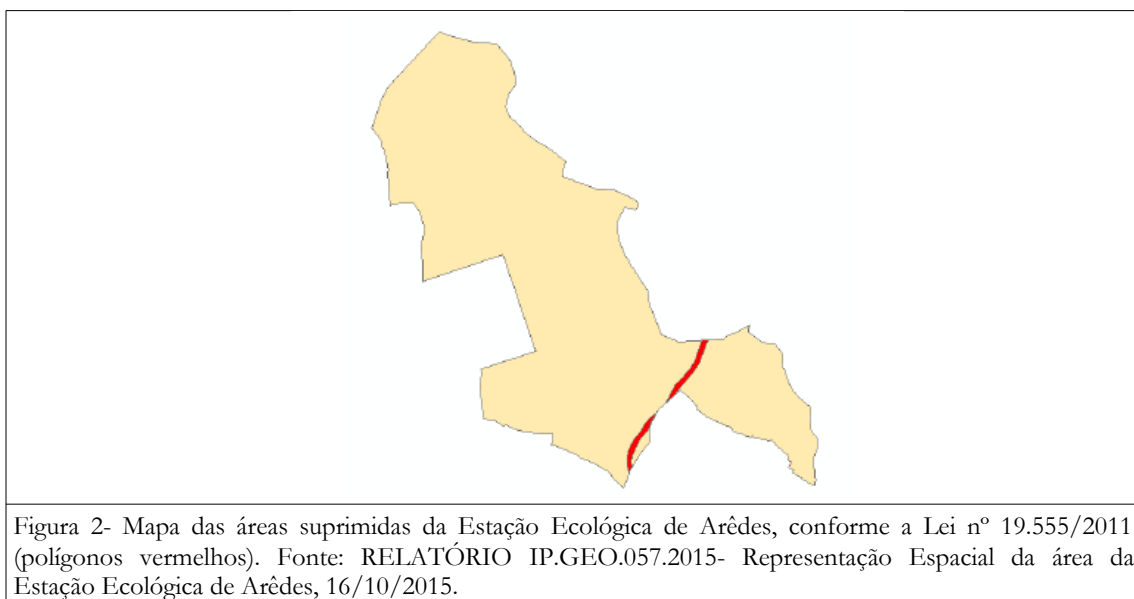 Figura 2- Mapa das áreas suprimidas da Estação Ecológica de Arêdes, conforme a Lei nº 19.555/2011
(polígonos vermelhos). Fonte: RELATÓRIO IP.GEO.057.2015- Representação Espacial da área da
Estação Ecológica de Arêdes, 16/10/2015.